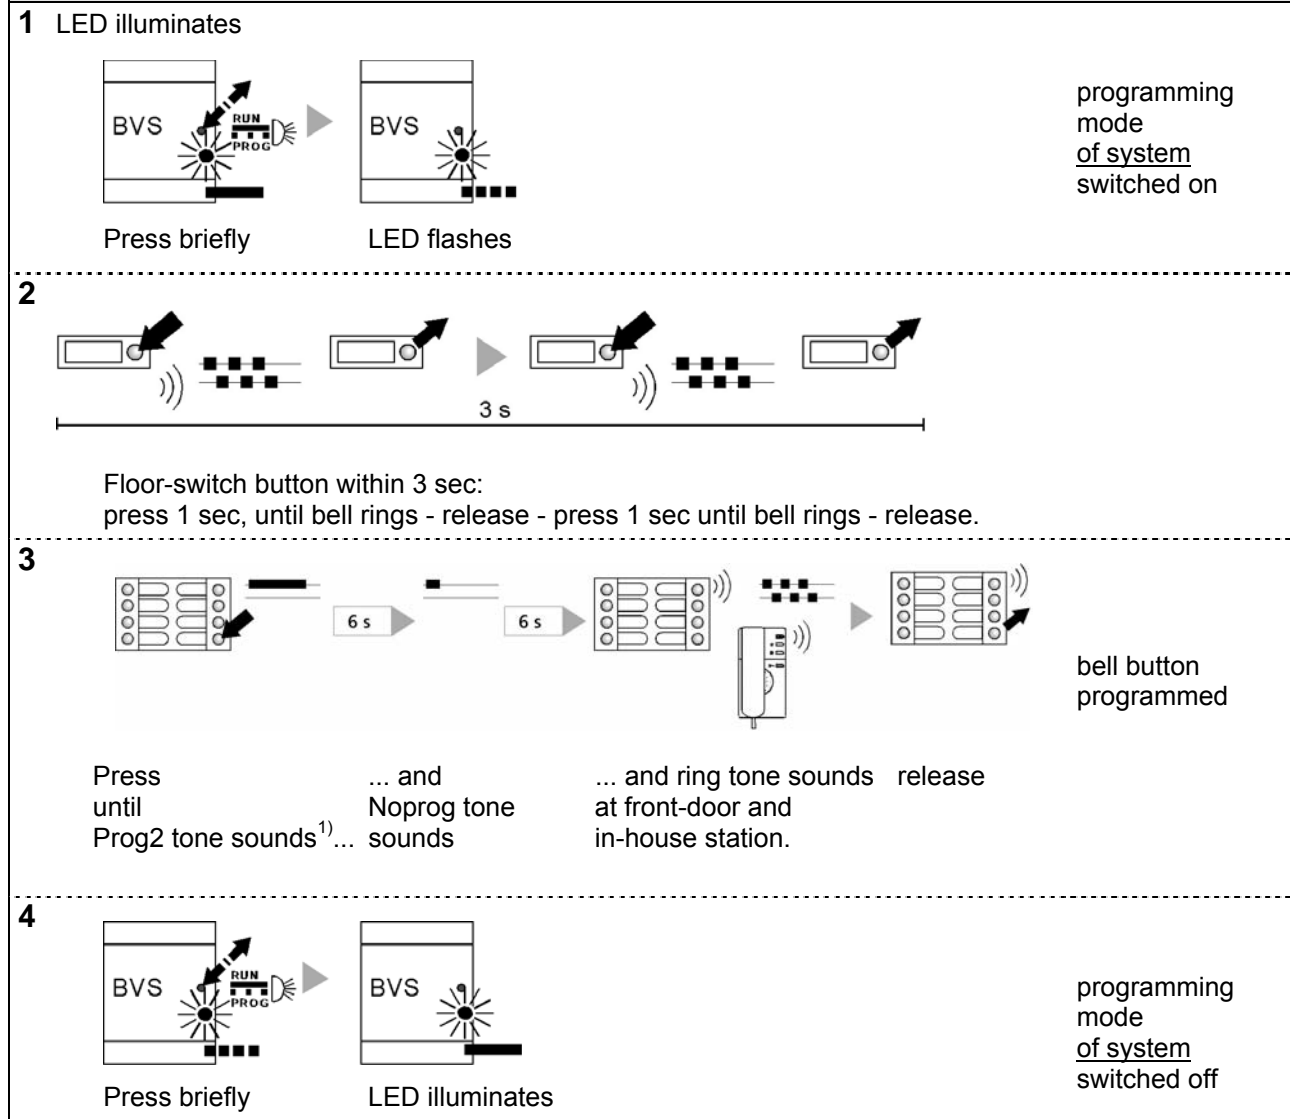 1 LED illuminates
BVS
RUN
PROG
BVS
programming
mode
of system
switched on
Press briefly
LED flashes
2
3 s
Floor-switch button within 3 sec:
press 1 sec, until bell rings - release - press 1 sec until bell rings - release.
3
6 s
6 s
bell button
programmed
Press
until
Prog2 tone sounds1)...
... and
Noprog tone
sounds
... and ring tone sounds
at front-door and
in-house station.
release
4
BVS
RUN
PROG
BVS
programming
mode
of system
switched off
Press briefly
LED illuminates